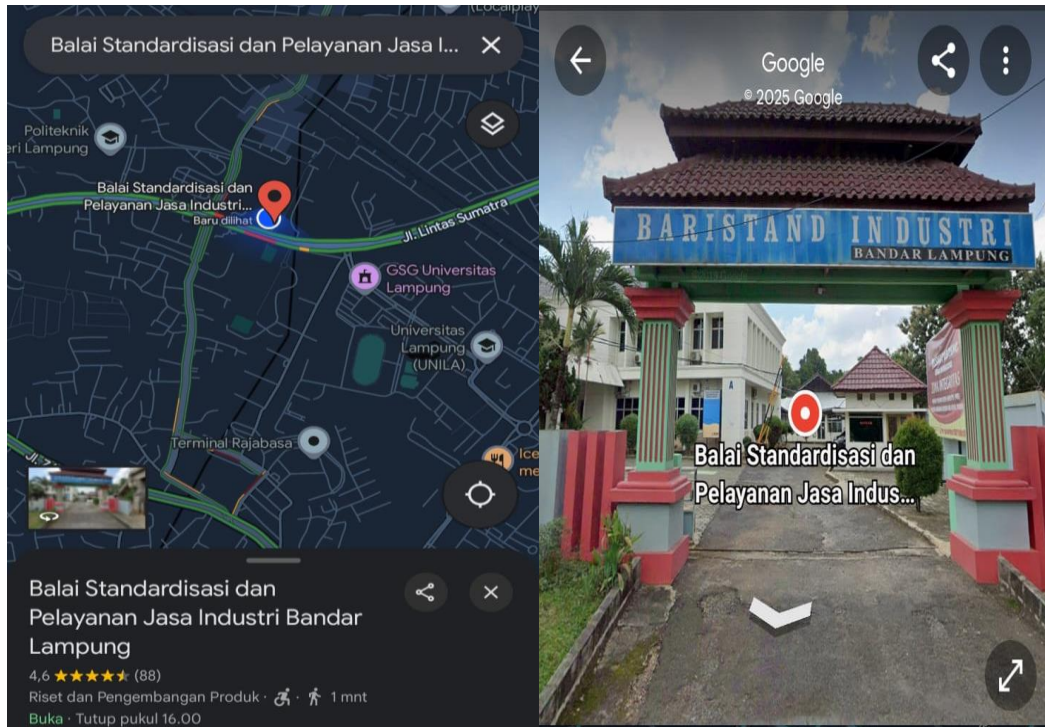 Balai Standardisasi dan Pelayanan Jasa I...
(Localplay
Politeknik
eri Lampung
Balai Standardisasi dan
Pelayanan Jasa Industri...
Baru dilihat
Jl. Lintas Sumatra
GSG Universitas
Lampung
Universitas
Lampung
(UNILA)
Terminal Rajabasa
Ice
me
Balai Standardisasi dan
Pelayanan Jasa Industri Bandar
Lampung
4,6 (88)
Riset dan Pengembangan Produk · · 1 mnt
Buka · Tutup pukul 16.00
Google
© 2025 Google
BARISTAND INDUSTRI
BANDAR LAMPUNG
A
Balai Standardisasi dan
Pelayanan Jasa Indus...